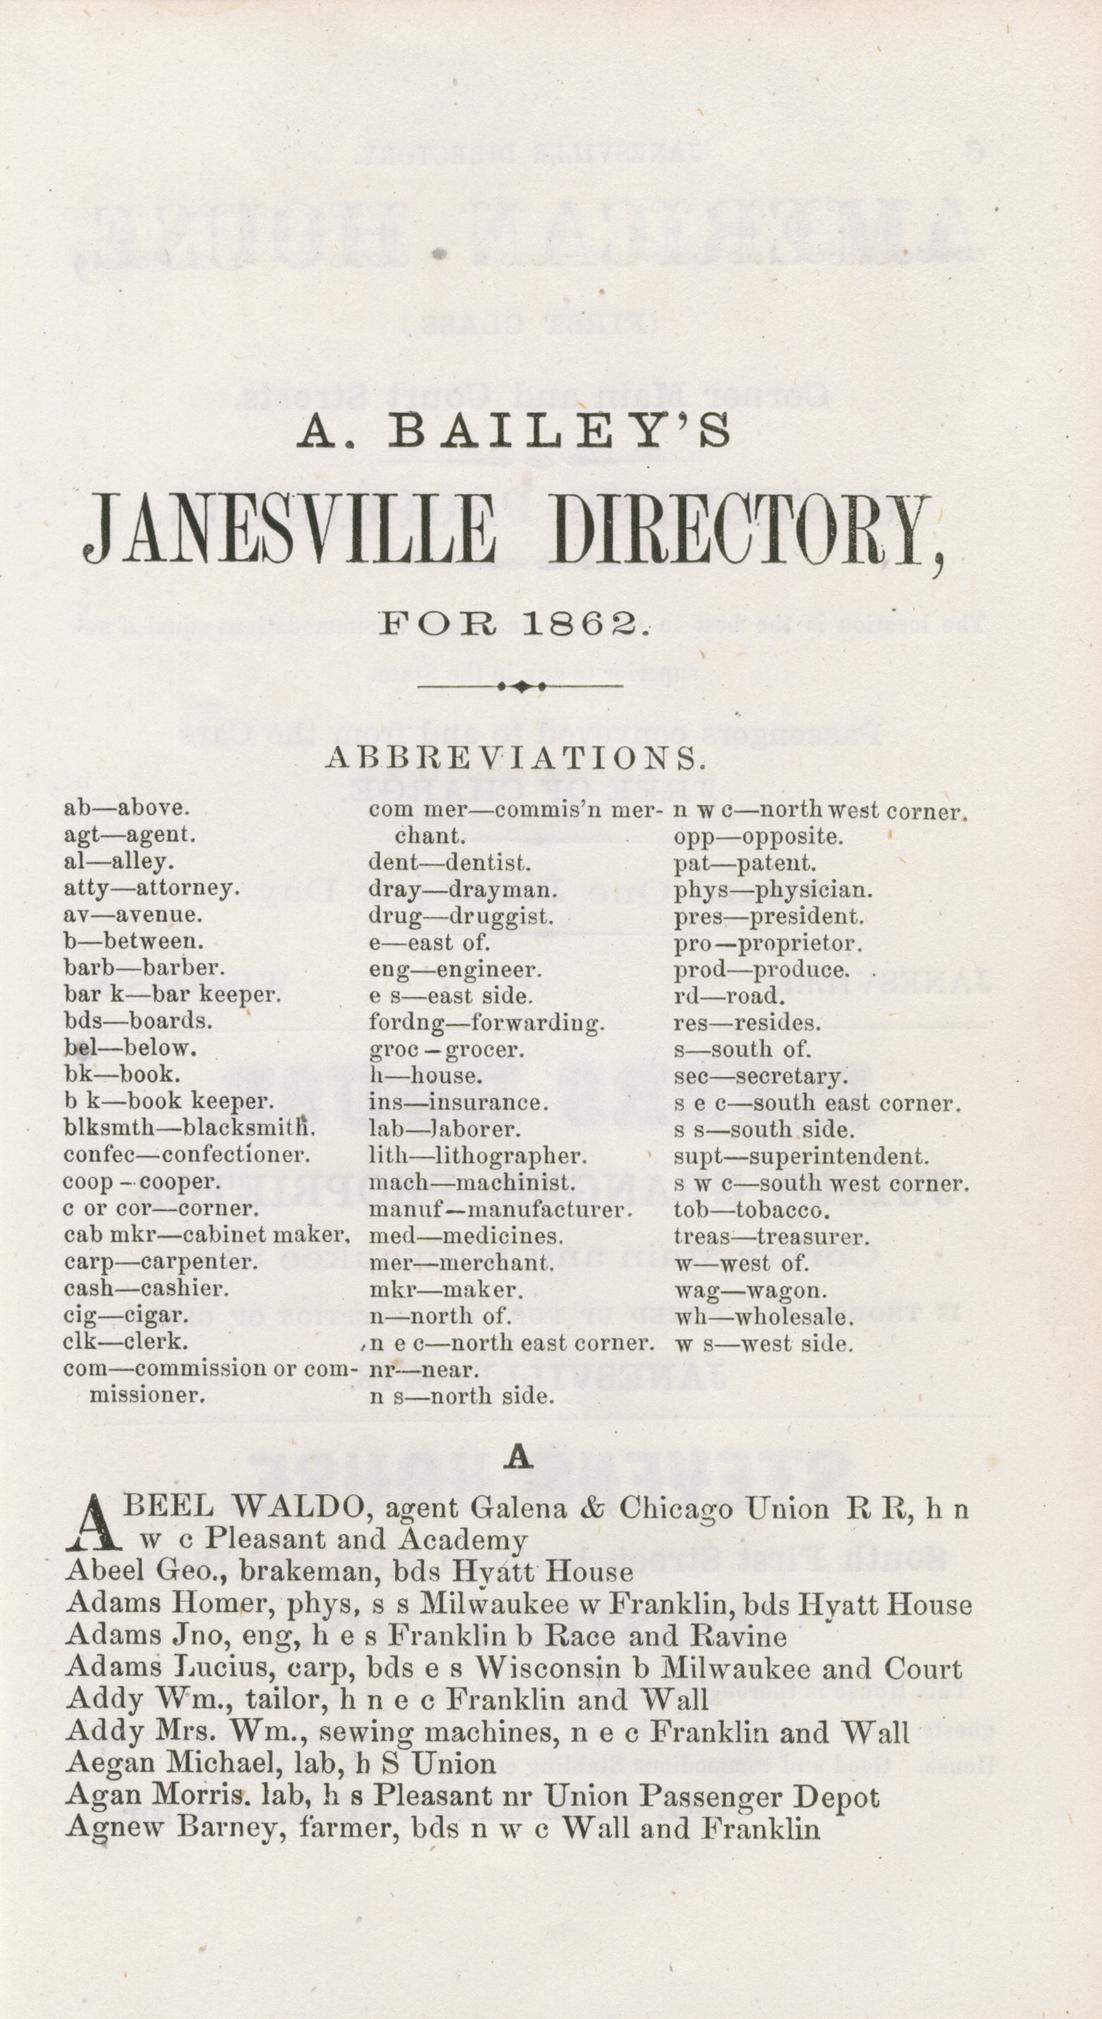 A. BAILEY'S
JANESVILLE DIRECTORY,
FOR 1862.
ABBREVIATIONS.
ab—above.
agt—agent.
al—alley.
atty—attorney.
av—avenue.
b—between.
barb—barber.
bar k—bar keeper.
bds—boards.
bel—below.
bk—book.
b k—book keeper.
blksmth—blacksmith.
confec—confectioner.
coop—cooper.
c or cor—corner.
cab mkr—cabinet maker.
carp—carpenter.
cash—cashier.
cig—cigar.
clk—clerk.
com—commission or com-
missioner.
com mer—commis'n mer-
chant.
dent—dentist.
dray—drayman.
drug—druggist.
e—east of.
eng—engineer.
e s—east side.
fordng—forwarding.
groc—grocer.
h—house.
ins—insurance.
lab—laborer.
lith—lithographer.
mach—machinist.
manuf—manufacturer.
med—medicines.
mer—merchant.
mkr—maker.
n—north of.
n e c—north east corner.
nr—near.
n s—north side.
n w c—north west corner.
opp—opposite.
pat—patent.
phys—physician.
pres—president.
pro—proprietor.
prod—produce.
rd—road.
res—resides.
s—south of.
sec—secretary.
s e c—south east corner.
s s—south side.
supt—superintendent.
s w c—south west corner.
tob—tobacco.
treas—treasurer.
w—west of.
wag—wagon.
wh—wholesale.
w s—west side.
A
ABEEL WALDO, agent Galena & Chicago Union R R, h n
w c Pleasant and Academy
Abeel Geo., brakeman, bds Hyatt House
Adams Homer, phys, s s Milwaukee w Franklin, bds Hyatt House
Adams Jno, eng, h e s Franklin b Race and Ravine
Adams Lucius, carp, bds e s Wisconsin b Milwaukee and Court
Addy Wm., tailor, h n e c Franklin and Wall
Addy Mrs. Wm., sewing machines, n e c Franklin and Wall
Aegan Michael, lab, h S Union
Agan Morris. lab, h s Pleasant nr Union Passenger Depot
Agnew Barney, farmer, bds n w c Wall and Franklin